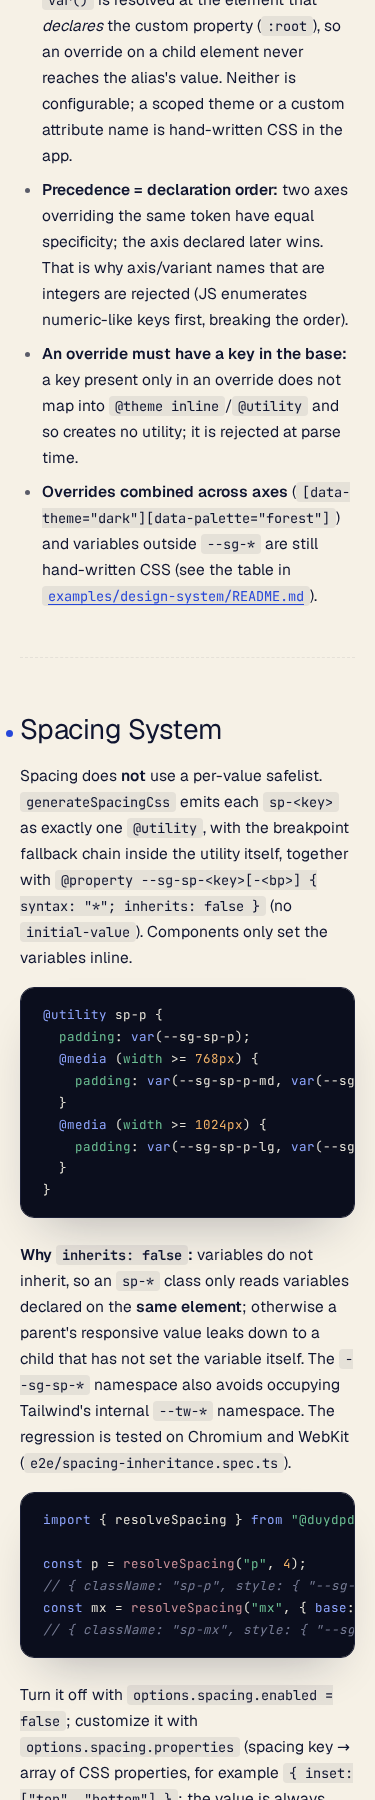 var() is resolved at the element that
declares the custom property ( :root ), so
an override on a child element never
reaches the alias's value. Neither is
configurable; a scoped theme or a custom
attribute name is hand-written CSS in the
app.
Precedence = declaration order: two axes
overriding the same token have equal
specificity; the axis declared later wins.
That is why axis/variant names that are
integers are rejected (JS enumerates
numeric-like keys first, breaking the order).
An override must have a key in the base:
a key present only in an override does not
map into @theme inline / @utility and
so creates no utility; it is rejected at parse
time.
Overrides combined across axes ( [data-
theme="dark"][data-palette="forest"] )
and variables outside --sg-* are still
hand-written CSS (see the table in
examples/design-system/README.md ).
Spacing System
Spacing does not use a per-value safelist.
generateSpacingCss emits each sp-<key>
as exactly one @utility , with the breakpoint
fallback chain inside the utility itself, together
with @property --sg-sp-<key>[-<bp>] {
syntax: "*"; inherits: false } (no
initial-value ). Components only set the
variables inline.
@utility sp-p {
padding: var(--sg-sp-p);
@media (width >= 768px) {
padding: var(--sg-sp-p-md, var(--sg
}
@media (width >= 1024px) {
padding: var(--sg-sp-p-lg, var(--sg
}
}
Why inherits: false : variables do not
inherit, so an sp-* class only reads variables
declared on the same element; otherwise a
parent's responsive value leaks down to a
child that has not set the variable itself. The -
-sg-sp-* namespace also avoids occupying
Tailwind's internal --tw-* namespace. The
regression is tested on Chromium and WebKit
( e2e/spacing-inheritance.spec.ts ).
import { resolveSpacing } from "@duydpd
const p = resolveSpacing("p", 4);
// { className: "sp-p", style: { "--sg-
const mx = resolveSpacing("mx", { base:
// { className: "sp-mx", style: { "--sg
Turn it off with options.spacing.enabled =
false ; customize it with
options.spacing.properties (spacing key →
array of CSS properties, for example { inset:
["top", "bottom"] } ; the value is always